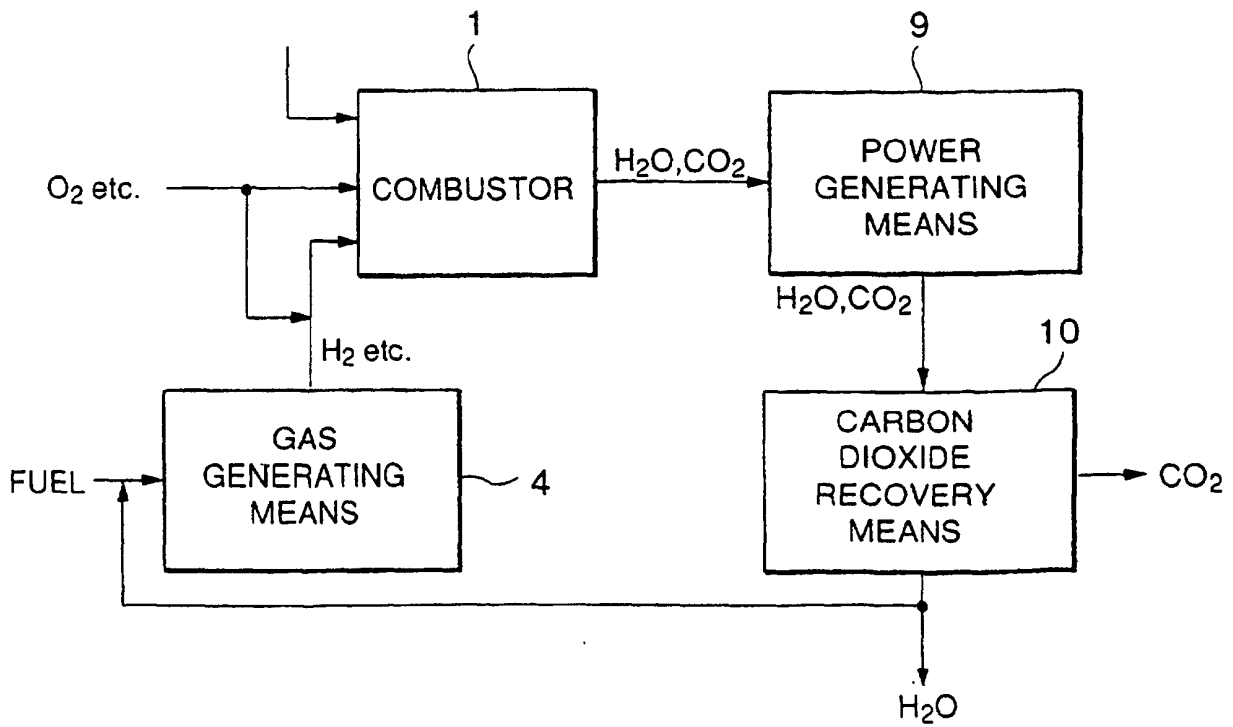 1
9
COMBUSTOR
H₂O,CO₂
POWER
GENERATING
MEANS
O₂ etc.
H₂O,CO₂
H₂ etc.
10
GAS
GENERATING
MEANS
4
FUEL
CARBON
DIOXIDE
RECOVERY
MEANS
CO₂
H₂O